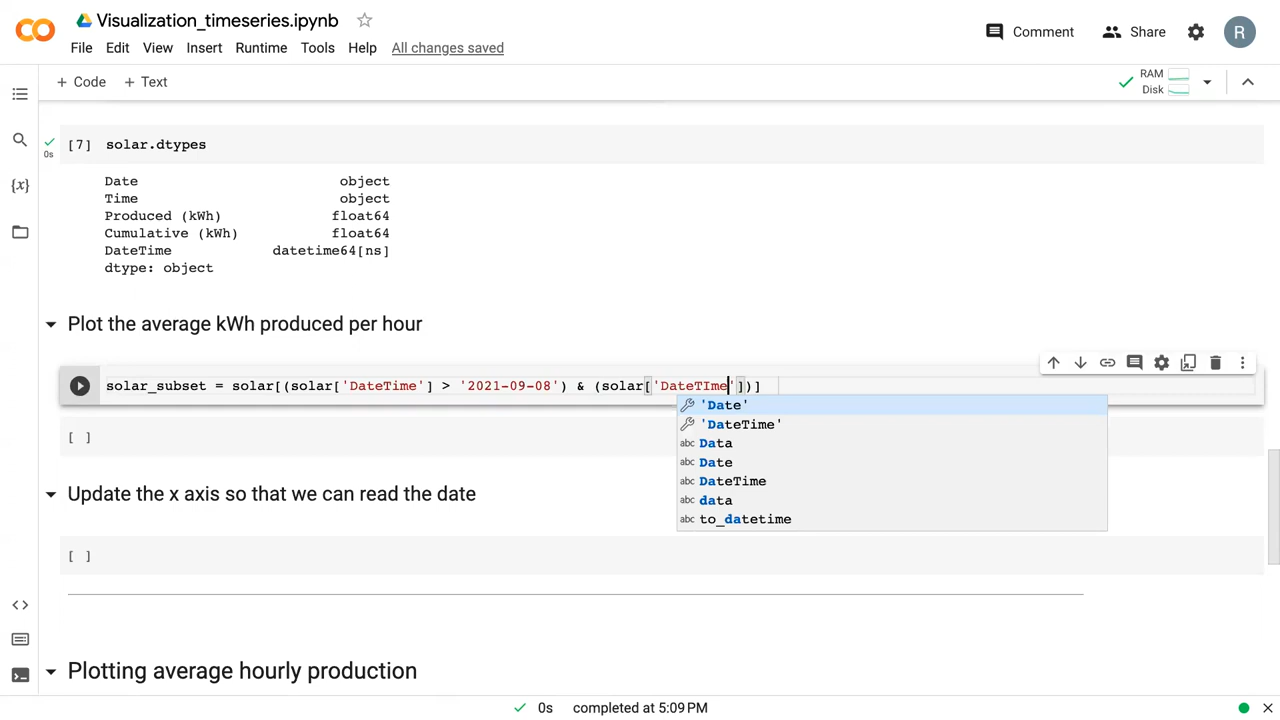 Visualization_timeseries.ipynb
File Edit View Insert Runtime Tools Help All changes saved
Comment Share R
+ Code + Text
RAM
Disk
[7] solar.dtypes
0s
Date object
Time object
Produced (kWh) float64
Cumulative (kWh) float64
DateTime datetime64[ns]
dtype: object
Plot the average kWh produced per hour
solar_subset = solar[(solar['DateTime'] > '2021-09-08') & (solar['DateTIme'])]
'Date'
'DateTime'
abc Data
abc Date
abc DateTime
abc data
abc to_datetime
[ ]
Update the x axis so that we can read the date
[ ]
Plotting average hourly production
0s completed at 5:09 PM